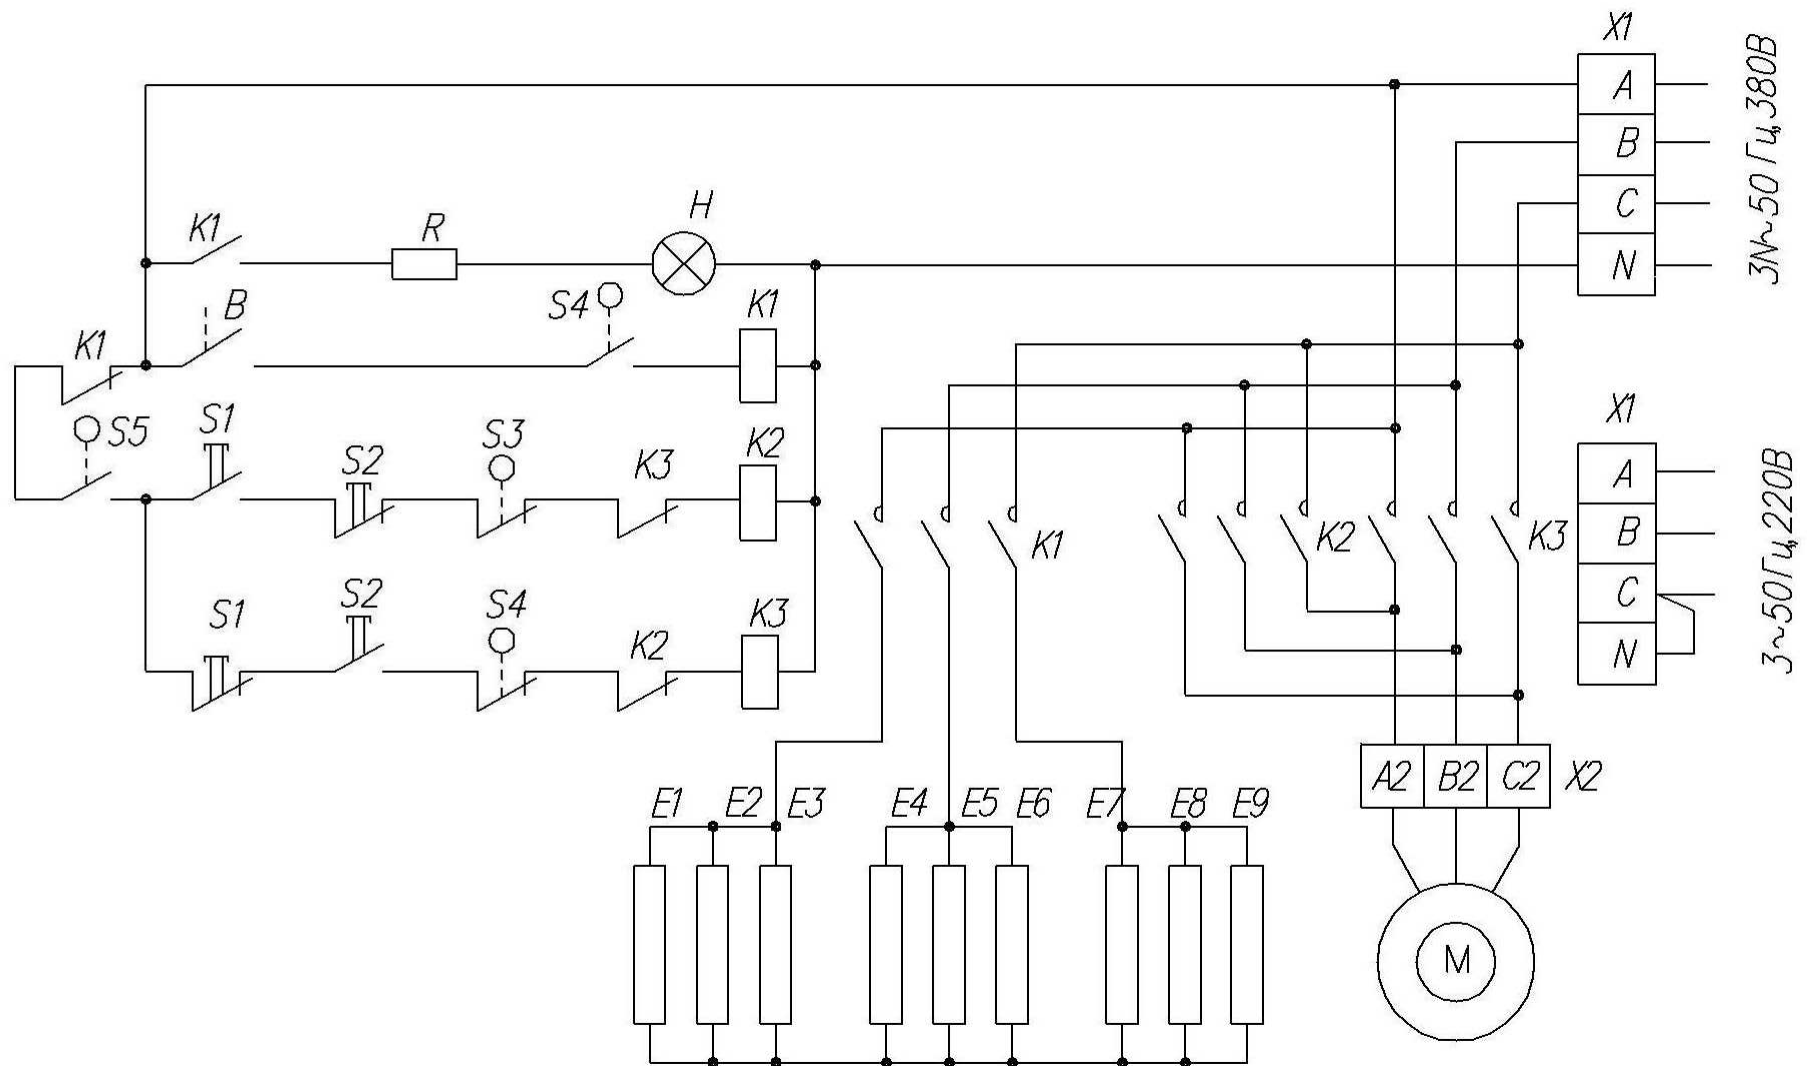 X1
A
B
C
N
3N~50 Гц,380В
K1
R
H
K1
B
S4
K1
S5
S1
S2
S3
K3
K2
S1
S2
S4
K2
K3
K1
K2
K3
X1
A
B
C
N
3~50Гц,220В
A2
B2
C2
X2
E1
E2
E3
E4
E5
E6
E7
E8
E9
M